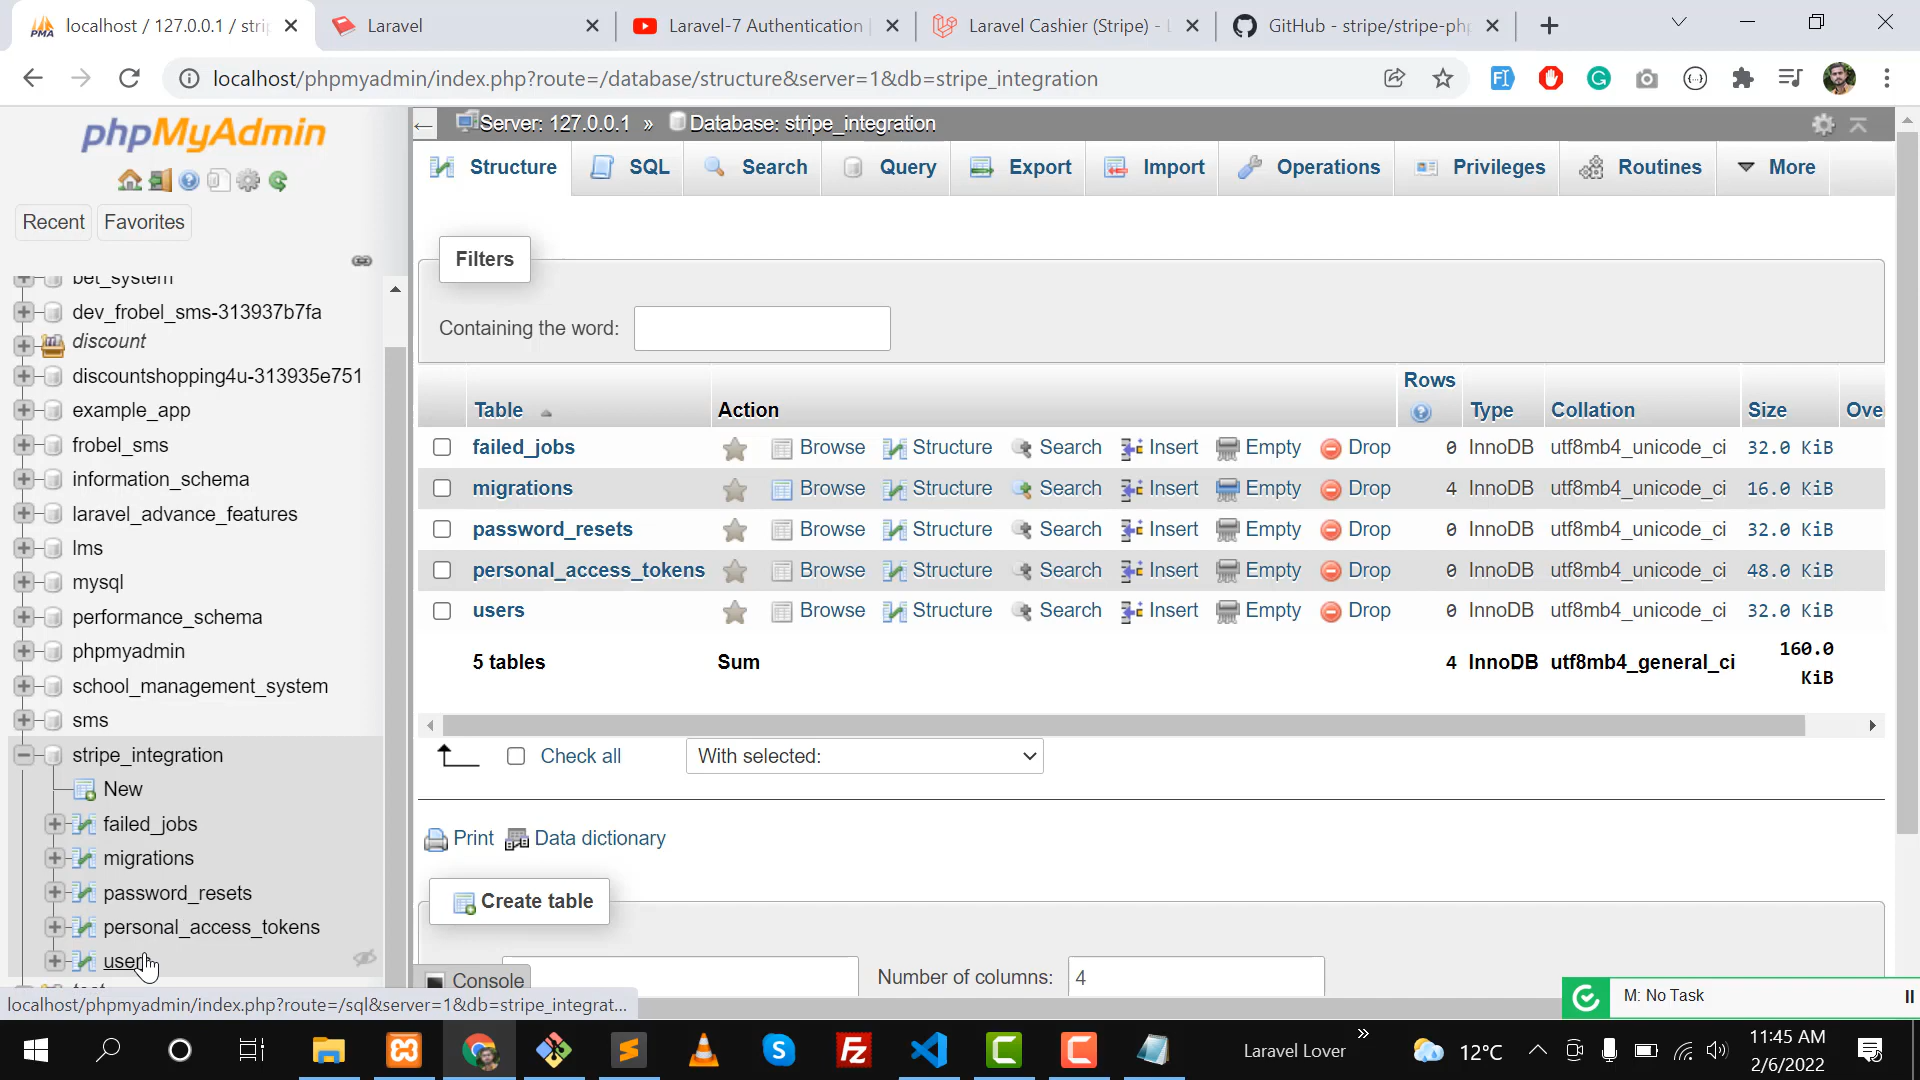 localhost / 127.0.0.1 / stri
Laravel
Laravel-7 Authentication
Laravel Cashier (Stripe) - L
GitHub - stripe/stripe-php
localhost/phpmyadmin/index.php?route=/database/structure&server=1&db=stripe_integration
phpMyAdmin
Recent
Favorites
bet_system
dev_frobel_sms-313937b7fa
discount
discountshopping4u-313935e751
example_app
frobel_sms
information_schema
laravel_advance_features
lms
mysql
performance_schema
phpmyadmin
school_management_system
sms
stripe_integration
New
failed_jobs
migrations
password_resets
personal_access_tokens
users
localhost/phpmyadmin/index.php?route=/sql&server=1&db=stripe_integrat...
Server: 127.0.0.1 » Database: stripe_integration
Structure SQL Search Query Export Import Operations Privileges Routines More
Filters
Containing the word:
Table Action Rows Type Collation Size Ove
failed_jobs Browse Structure Search Insert Empty Drop 0 InnoDB utf8mb4_unicode_ci 32.0 KiB
migrations Browse Structure Search Insert Empty Drop 4 InnoDB utf8mb4_unicode_ci 16.0 KiB
password_resets Browse Structure Search Insert Empty Drop 0 InnoDB utf8mb4_unicode_ci 32.0 KiB
personal_access_tokens Browse Structure Search Insert Empty Drop 0 InnoDB utf8mb4_unicode_ci 48.0 KiB
users Browse Structure Search Insert Empty Drop 0 InnoDB utf8mb4_unicode_ci 32.0 KiB
5 tables Sum 4 InnoDB utf8mb4_general_ci 160.0 KiB
Check all
With selected:
Print Data dictionary
Create table
Number of columns: 4
Console
M: No Task
Laravel Lover
12°C
11:45 AM
2/6/2022